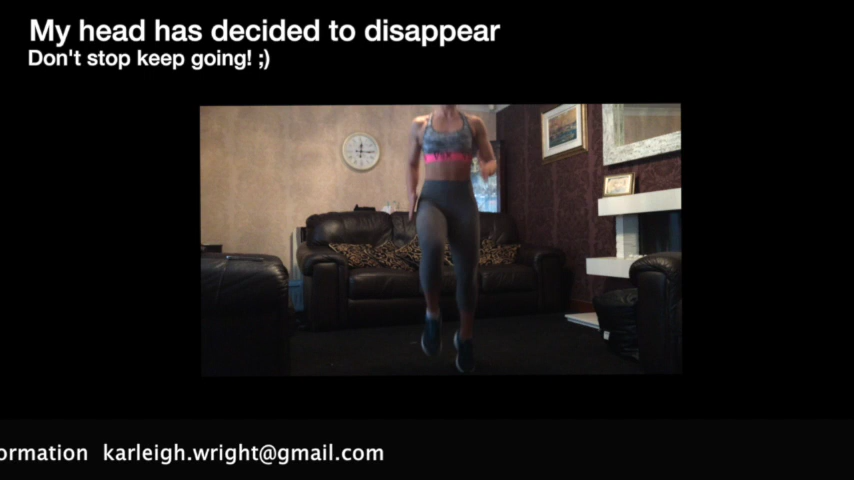 My head has decided to disappear
Don't stop keep going! ;)
ormation karleigh.wright@gmail.com